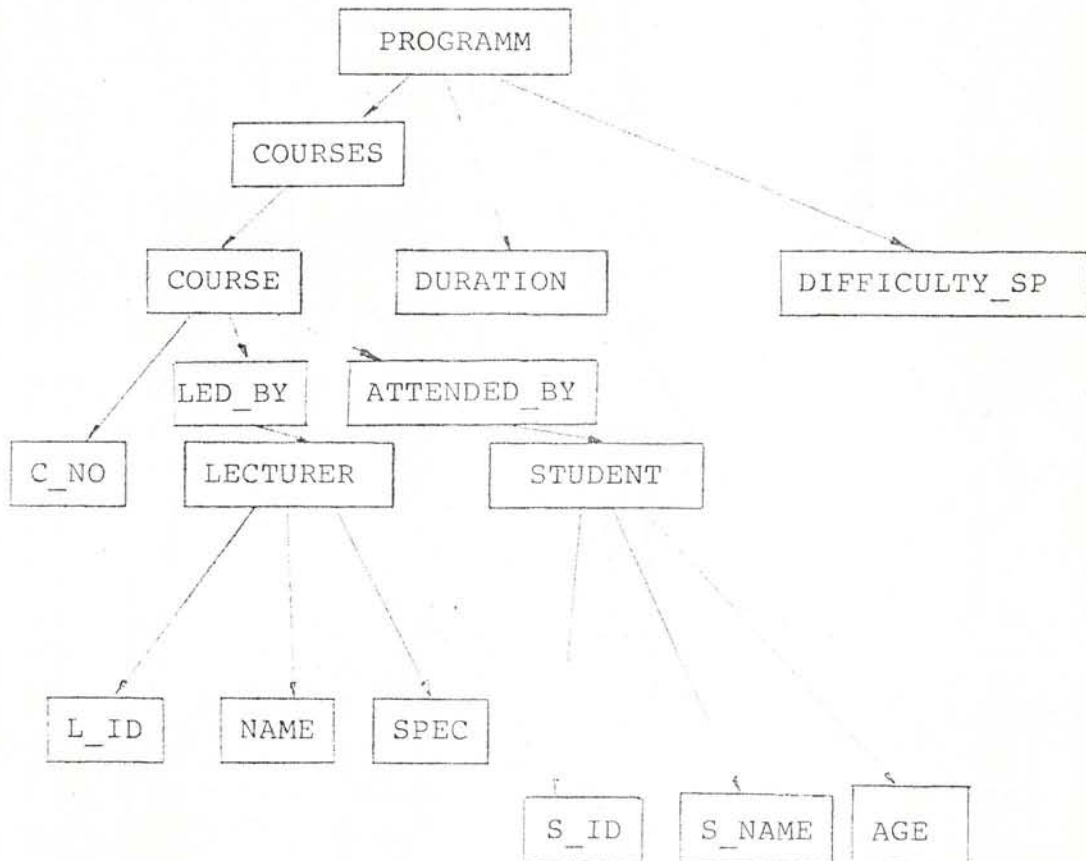 PROGRAMM
COURSES
COURSE
DURATION
DIFFICULTY_SP
LED_BY
ATTENDED_BY
C_NO
LECTURER
STUDENT
L_ID
NAME
SPEC
S_ID
S_NAME
AGE